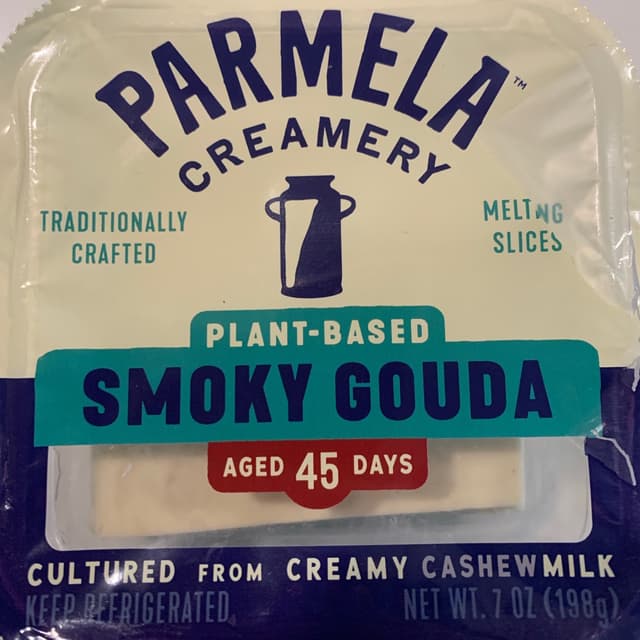 PARMELA™
CREAMERY
TRADITIONALLY
CRAFTED
MELTING
SLICES
PLANT-BASED
SMOKY GOUDA
AGED 45 DAYS
CULTURED FROM CREAMY CASHEWMILK
KEEP REFRIGERATED
NET WT. 7 OZ (198g)